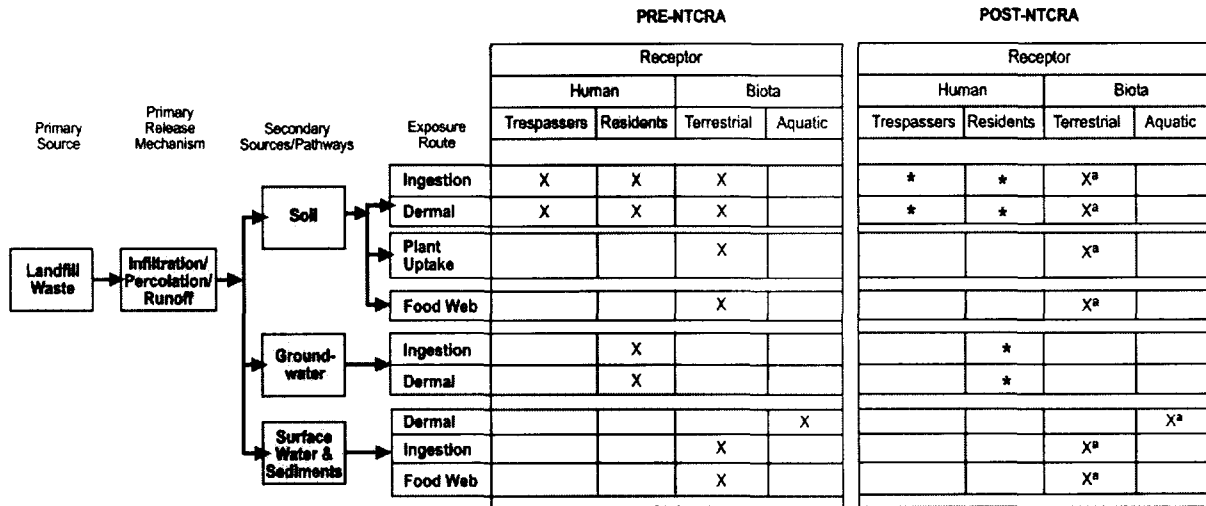 PRE-NTCRA POST-NTCRA
Receptor Receptor
Human Biota Human Biota
Primary Source
Primary Release Mechanism
Secondary Sources/Pathways
Exposure Route
Trespassers Residents Terrestrial Aquatic Trespassers Residents Terrestrial Aquatic
Landfill Waste
Infiltration/ Percolation/ Runoff
Soil
Ingestion X X X * * Xª
Dermal X X X * * Xª
Plant Uptake X Xª
Food Web X Xª
Ground-water
Ingestion X *
Dermal X *
Surface Water & Sediments
Dermal X Xª
Ingestion X Xª
Food Web X Xª